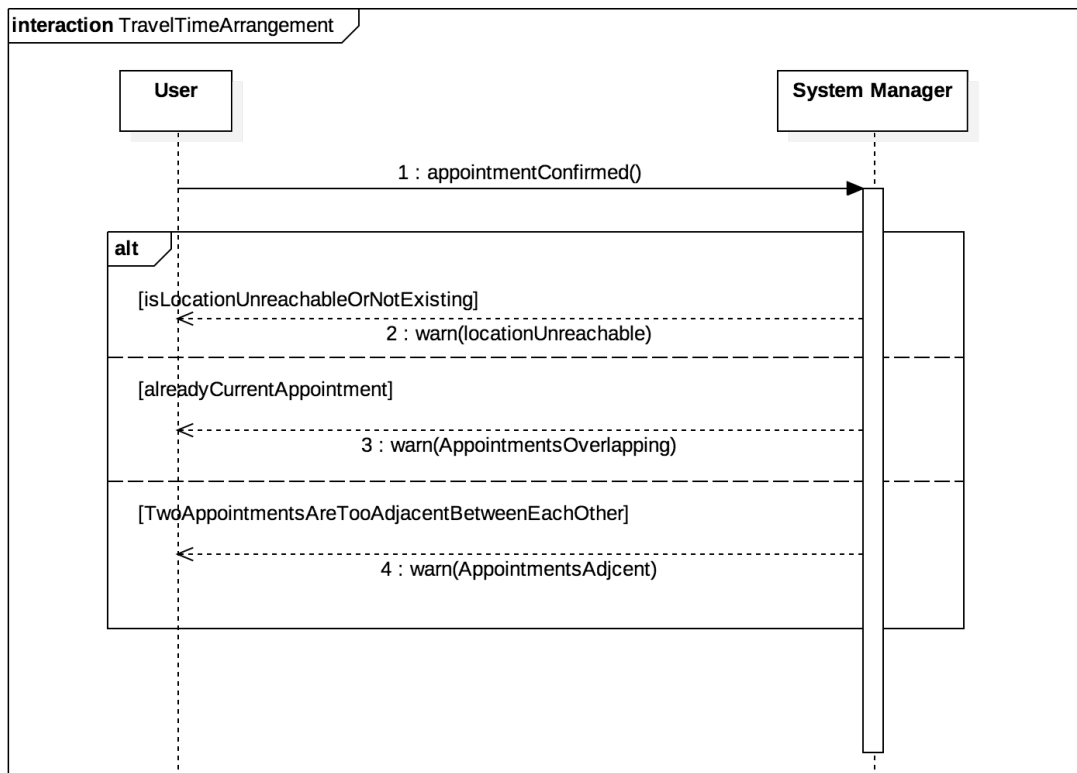 interaction TravelTimeArrangement
User
System Manager
1 : appointmentConfirmed()
alt
[isLocationUnreachableOrNotExisting]
2 : warn(locationUnreachable)
[alreadyCurrentAppointment]
3 : warn(AppointmentsOverlapping)
[TwoAppointmentsAreTooAdjacentBetweenEachOther]
4 : warn(AppointmentsAdjcent)